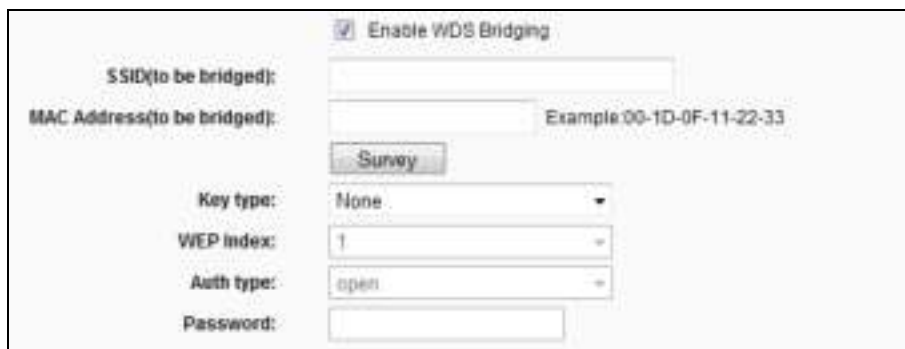 Enable WDS Bridging
SSID(to be bridged):
MAC Address(to be bridged): Example:00-1D-0F-11-22-33
Survey
Key type: None
WEP Index: 1
Auth type: open
Password: